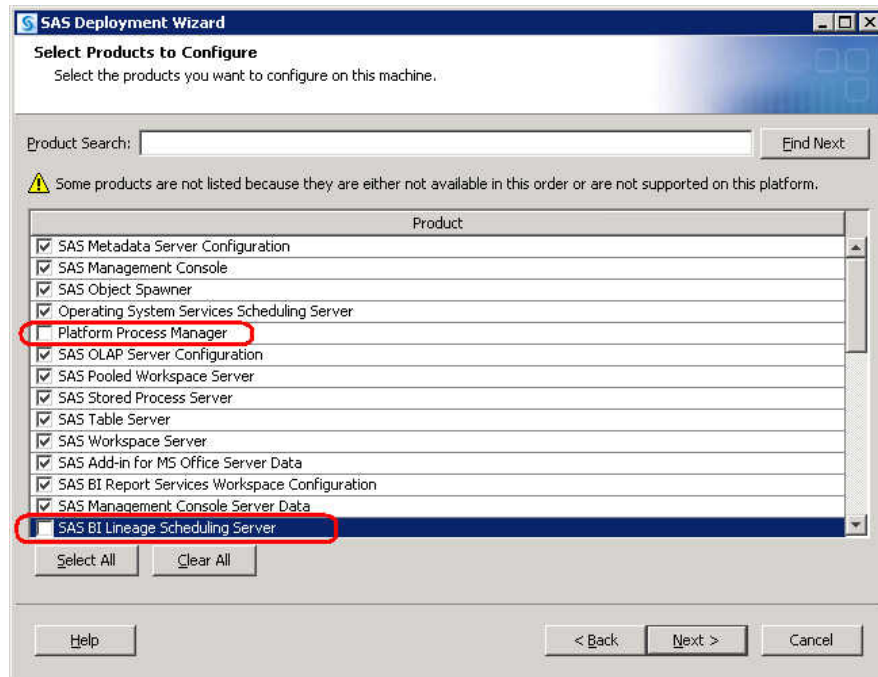 SAS Deployment Wizard
Select Products to Configure
Select the products you want to configure on this machine.
Product Search:
Find Next
Some products are not listed because they are either not available in this order or are not supported on this platform.
Product
SAS Metadata Server Configuration
SAS Management Console
SAS Object Spawner
Operating System Services Scheduling Server
Platform Process Manager
SAS OLAP Server Configuration
SAS Pooled Workspace Server
SAS Stored Process Server
SAS Table Server
SAS Workspace Server
SAS Add-in for MS Office Server Data
SAS BI Report Services Workspace Configuration
SAS Management Console Server Data
SAS BI Lineage Scheduling Server
Select All
Clear All
Help
< Back
Next >
Cancel